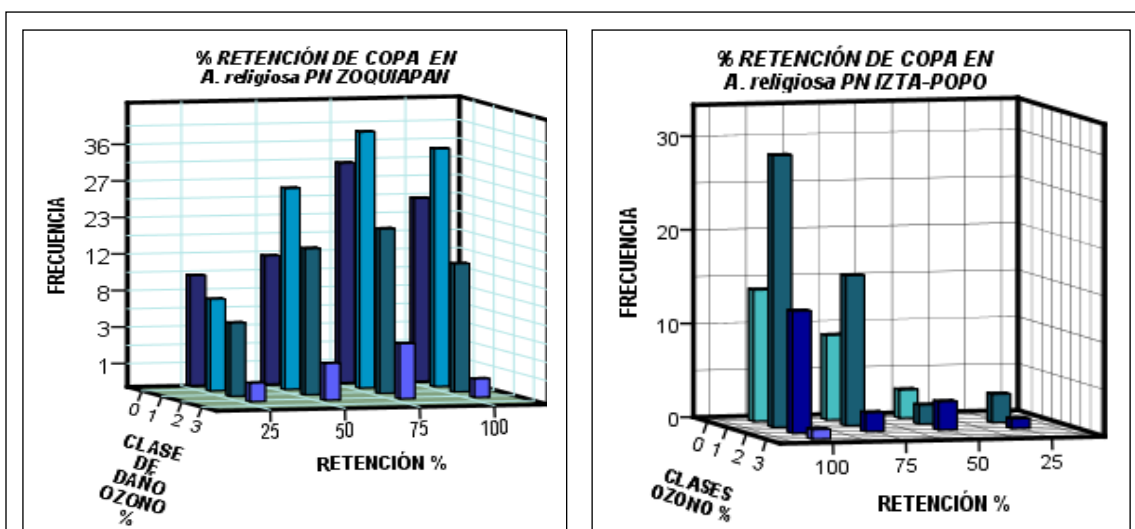 % RETENCIÓN DE COPA EN
A. religiosa PN ZOQUIAPAN
FRECUENCIA
36
27
23
12
8
3
1
0 1 2 3
25 50 75 100
CLASE
DE
DAÑO
OZONO
%
RETENCIÓN %
% RETENCIÓN DE COPA EN
A. religiosa PN IZTA-POPO
FRECUENCIA
30
20
10
0
0 1 2 3
100 75 50 25
CLASES
OZONO %
RETENCIÓN %